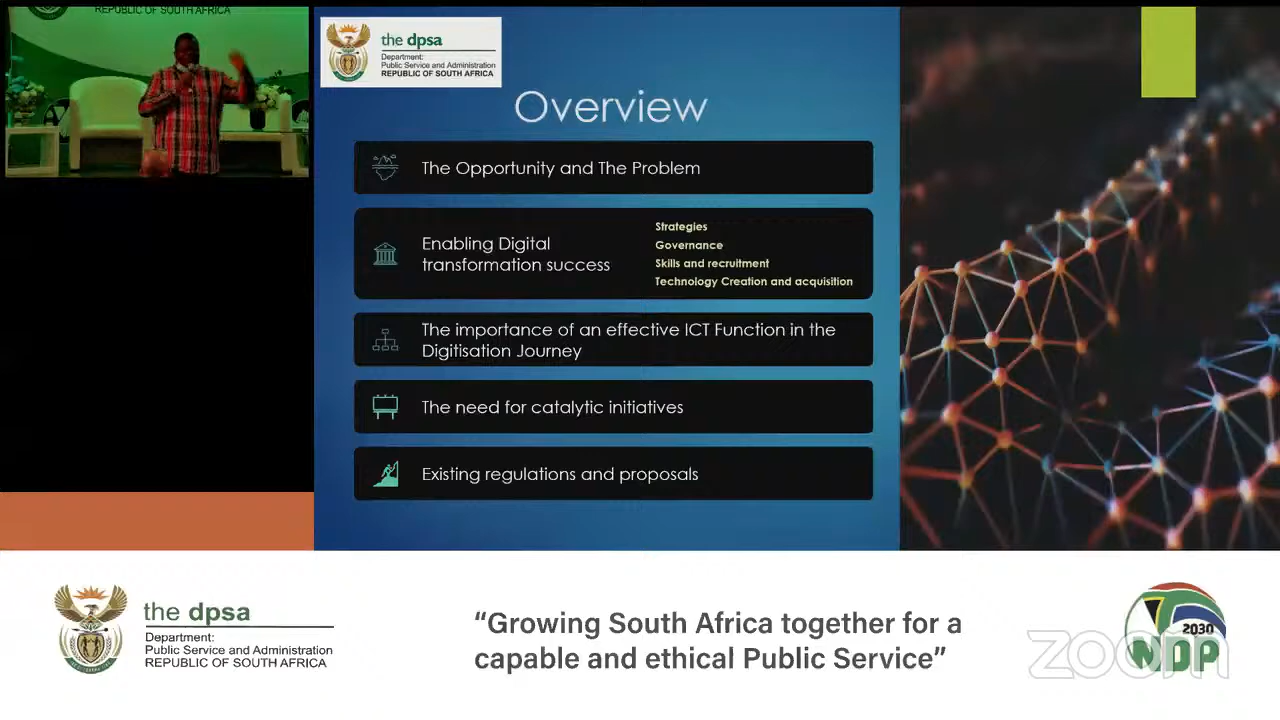 REPUBLIC OF SOUTH AFRICA
the dpsa
Department:
Public Service and Administration
REPUBLIC OF SOUTH AFRICA
Overview
The Opportunity and The Problem
Enabling Digital
transformation success
Strategies
Governance
Skills and recruitment
Technology Creation and acquisition
The importance of an effective ICT Function in the
Digitisation Journey
The need for catalytic initiatives
Existing regulations and proposals
the dpsa
Department:
Public Service and Administration
REPUBLIC OF SOUTH AFRICA
“Growing South Africa together for a
capable and ethical Public Service”
2030
NDP
zoom